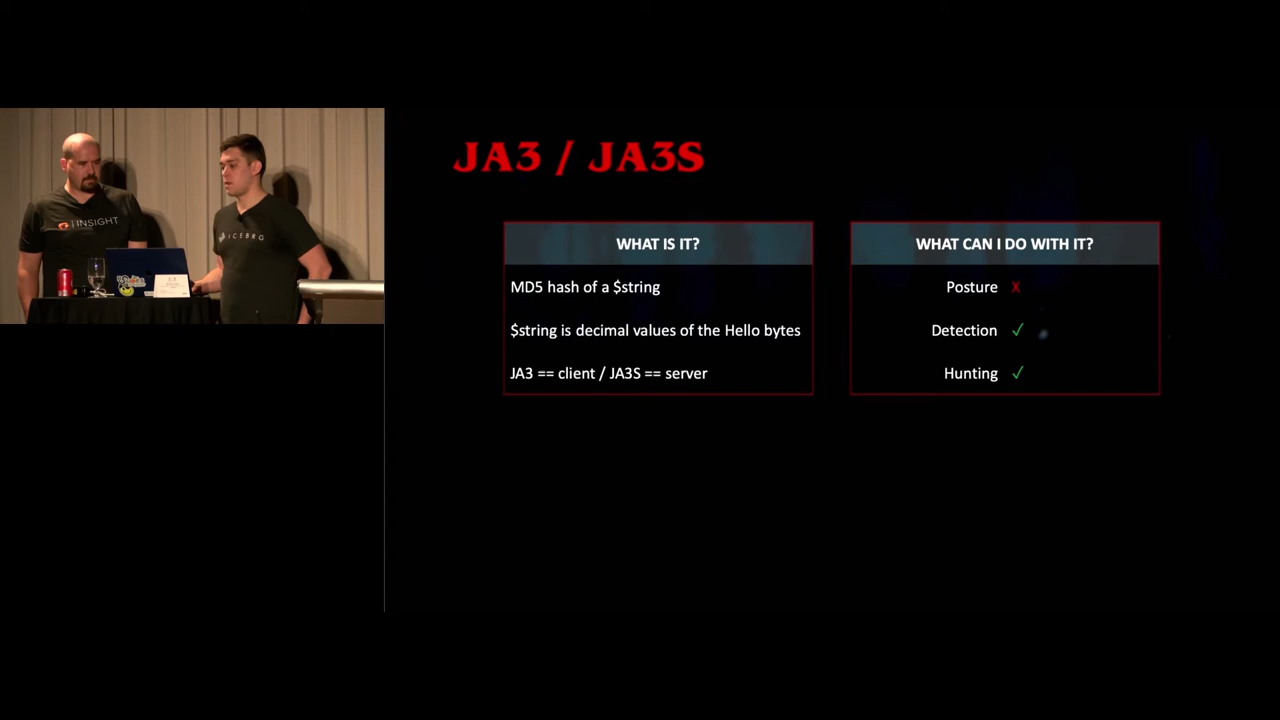 JA3 / JA3S
WHAT IS IT?
MD5 hash of a $string
$string is decimal values of the Hello bytes
JA3 == client / JA3S == server
WHAT CAN I DO WITH IT?
Posture X
Detection ✓
Hunting ✓
INSIGHT
ICEBRG